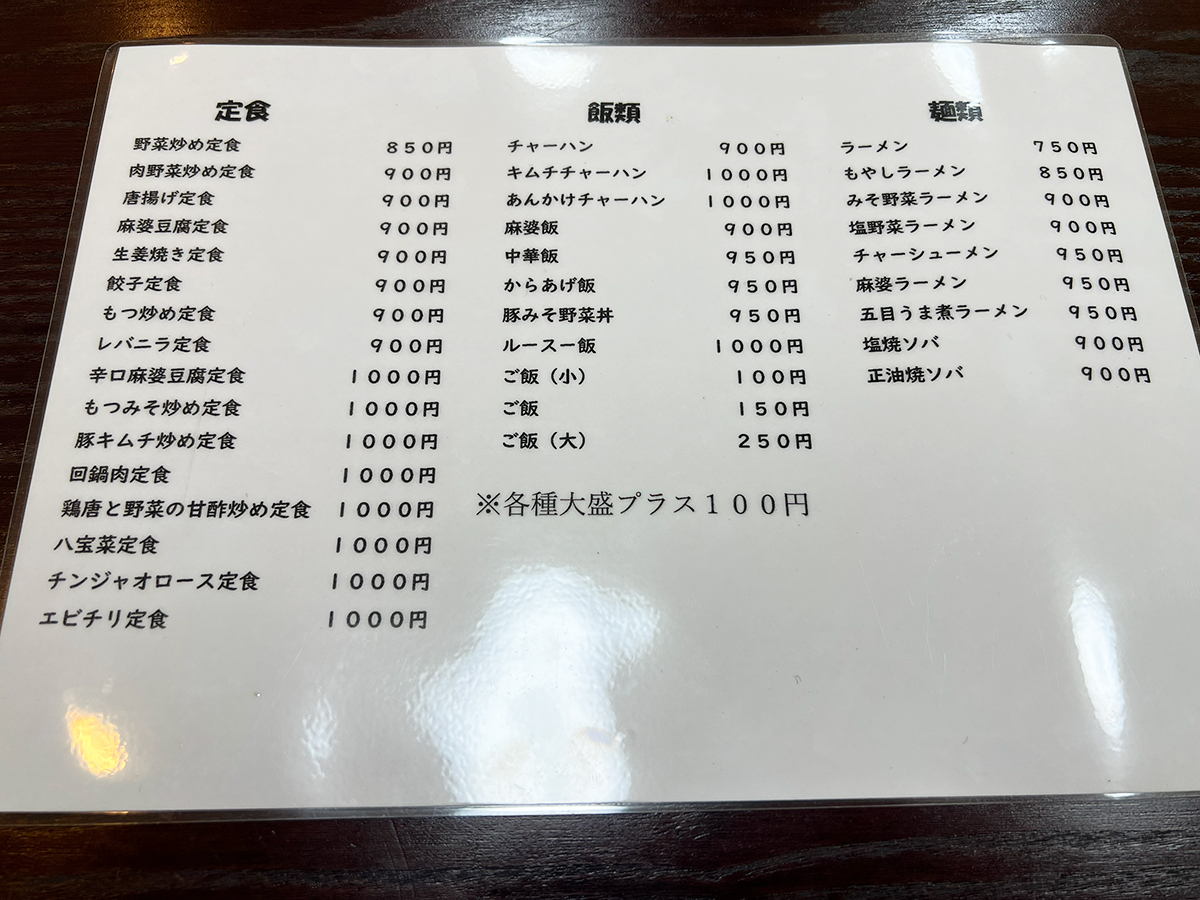 定食
野菜炒め定食 850円
肉野菜炒め定食 900円
唐揚げ定食 900円
麻婆豆腐定食 900円
生姜焼き定食 900円
餃子定食 900円
もつ炒め定食 900円
レバニラ定食 900円
辛口麻婆豆腐定食 1000円
もつみそ炒め定食 1000円
豚キムチ炒め定食 1000円
回鍋肉定食 1000円
鶏唐と野菜の甘酢炒め定食 1000円
八宝菜定食 1000円
チンジャオロース定食 1000円
エビチリ定食 1000円
飯類
チャーハン 900円
キムチチャーハン 1000円
あんかけチャーハン 1000円
麻婆飯 900円
中華飯 950円
からあげ飯 950円
豚みそ野菜丼 950円
ルースー飯 1000円
ご飯（小） 100円
ご飯 150円
ご飯（大） 250円
※各種大盛プラス１００円
麺類
ラーメン 750円
もやしラーメン 850円
みそ野菜ラーメン 900円
塩野菜ラーメン 900円
チャーシューメン 950円
麻婆ラーメン 950円
五目うま煮ラーメン 950円
塩焼ソバ 900円
正油焼ソバ 900円